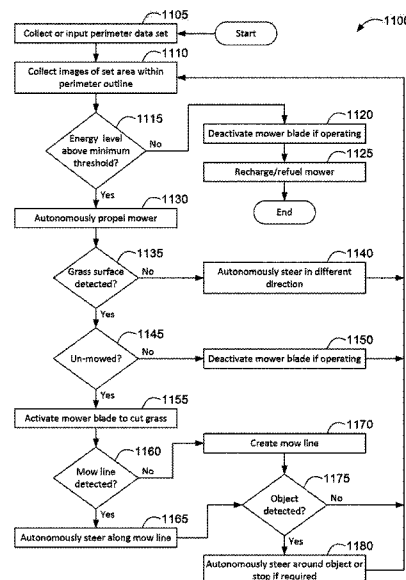 1105
1100
Collect or input perimeter data set
Start
1110
Collect images of set area within
perimeter outline
1115
Energy level
above minimum
threshold?
No
Yes
1120
Deactivate mower blade if operating
1125
Recharge/refuel mower
End
1130
Autonomously propel mower
1135
Grass surface
detected?
No
Yes
1140
Autonomously steer in different
direction
1145
Un-mowed?
No
Yes
1150
Deactivate mower blade if operating
1155
Activate mower blade to cut grass
1160
Mow line
detected?
No
Yes
1170
Create mow line
1175
Object
detected?
No
Yes
1165
Autonomously steer along mow line
1180
Autonomously steer around object or
stop if required